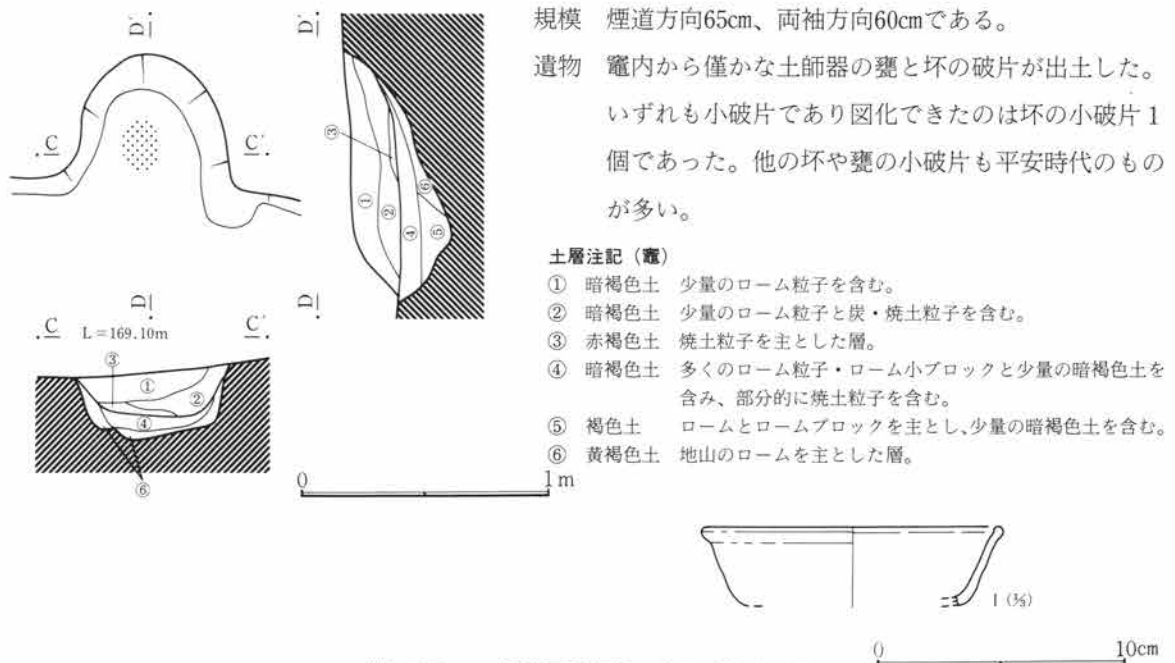 規模　煙道方向65cm、両袖方向60cmである。
遺物　竈内から僅かな土師器の甕と坏の破片が出土した。
いずれも小破片であり図化できたのは坏の小破片1
個であった。他の坏や甕の小破片も平安時代のもの
が多い。
土層注記（竈）
① 暗褐色土　少量のローム粒子を含む。
② 暗褐色土　少量のローム粒子と炭・焼土粒子を含む。
③ 赤褐色土　焼土粒子を主とした層。
④ 暗褐色土　多くのローム粒子・ローム小ブロックと少量の暗褐色土を
含み、部分的に焼土粒子を含む。
⑤ 褐色土　ロームとロームブロックを主とし、少量の暗褐色土を含む。
⑥ 黄褐色土　地山のロームを主とした層。
D D′
C C′
D D′
③ ① ② ④ ⑥ ⑤
C L=169.10m C′
③ ① ② ④ ⑥
0 1m
1 (⅓)
0 10cm